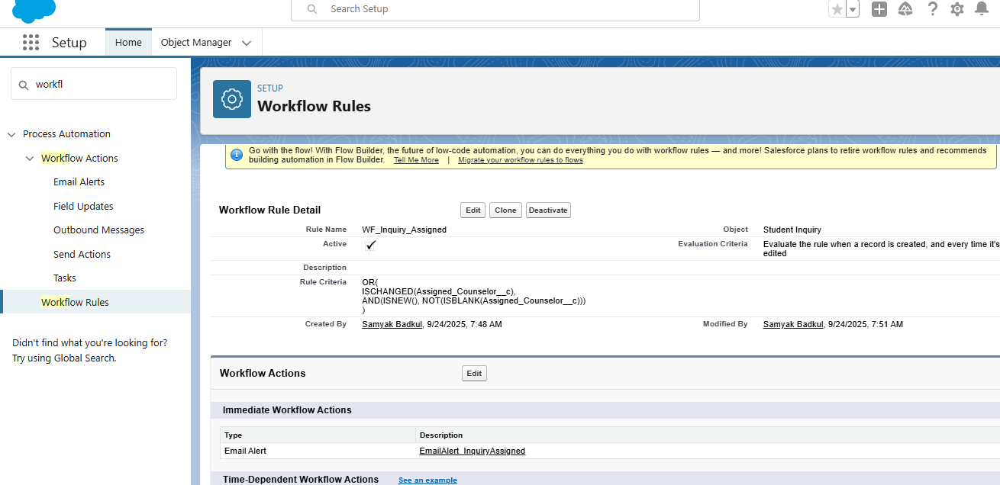 Search Setup
Setup
Home
Object Manager
workfl
Process Automation
Workflow Actions
Email Alerts
Field Updates
Outbound Messages
Send Actions
Tasks
Workflow Rules
Didn't find what you're looking for?
Try using Global Search.
SETUP
Workflow Rules
Go with the flow! With Flow Builder, the future of low-code automation, you can do everything you do with workflow rules — and more! Salesforce plans to retire workflow rules and recommends
building automation in Flow Builder. Tell Me More | Migrate your workflow rules to flows
Workflow Rule Detail Edit Clone Deactivate
Rule Name WF_Inquiry_Assigned Object Student Inquiry
Active Evaluation Criteria Evaluate the rule when a record is created, and every time it's
edited
Description
Rule Criteria OR(
ISCHANGED(Assigned_Counselor__c),
AND(ISNEW(), NOT(ISBLANK(Assigned_Counselor__c)))
)
Created By Samyak Badkul, 9/24/2025, 7:48 AM Modified By Samyak Badkul, 9/24/2025, 7:51 AM
Workflow Actions Edit
Immediate Workflow Actions
Type Description
Email Alert EmailAlert_InquiryAssigned
Time-Dependent Workflow Actions See an example